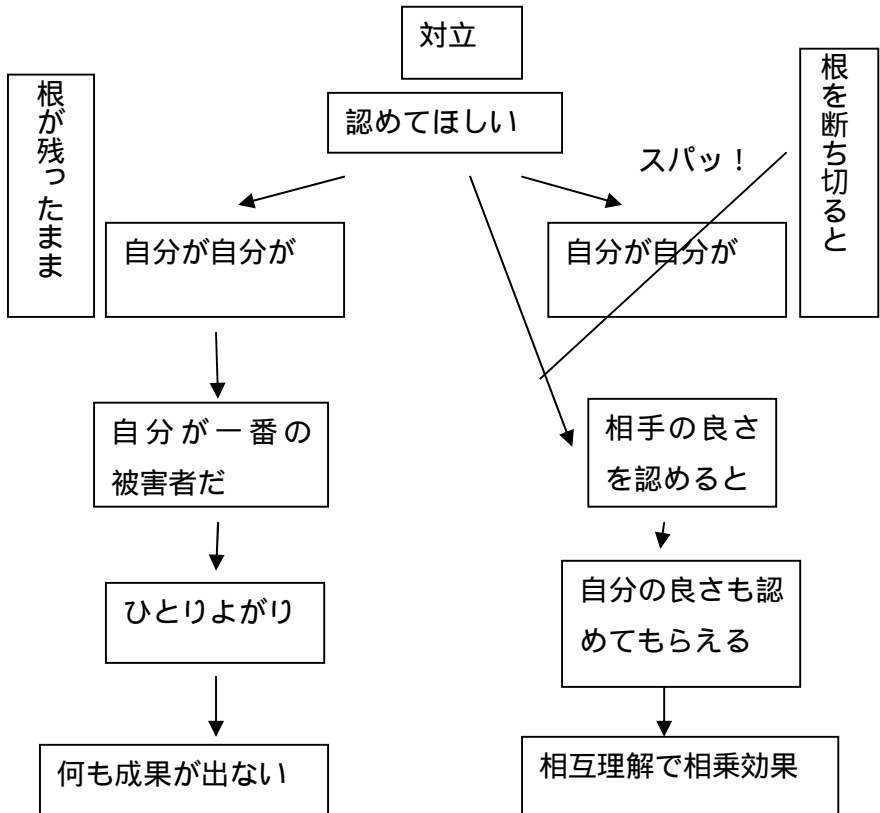 対立
認めてほしい
根が残ったまま
根を断ち切ると
スパッ！
自分が自分が
自分が自分が
自分が一番の
被害者だ
相手の良さ
を認めると
ひとりよがり
自分の良さも認
めてもらえる
何も成果が出ない
相互理解で相乗効果